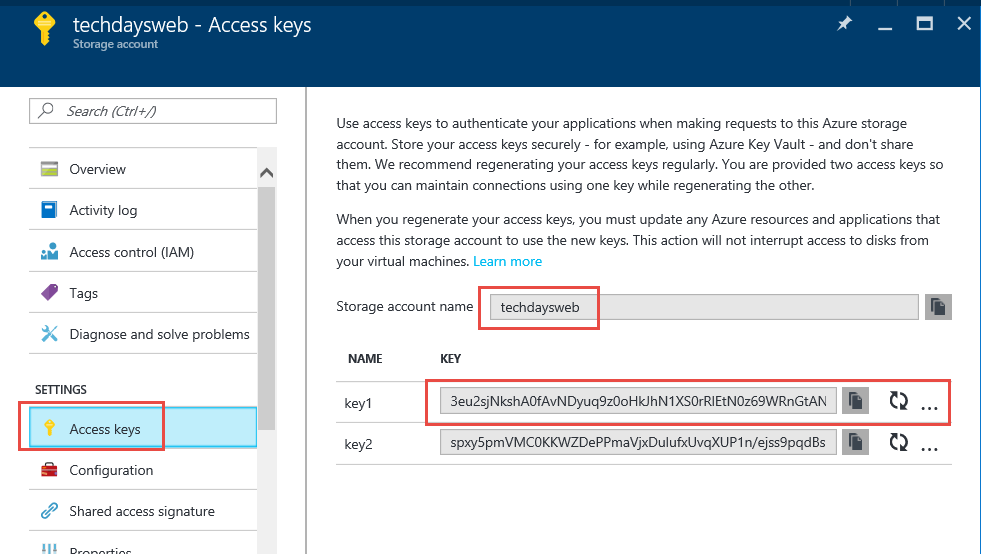 techdaysweb - Access keys
Storage account
Search (Ctrl+/)
Overview
Activity log
Access control (IAM)
Tags
Diagnose and solve problems
SETTINGS
Access keys
Configuration
Shared access signature
Properties
Use access keys to authenticate your applications when making requests to this Azure storage
account. Store your access keys securely - for example, using Azure Key Vault - and don't share
them. We recommend regenerating your access keys regularly. You are provided two access keys so
that you can maintain connections using one key while regenerating the other.
When you regenerate your access keys, you must update any Azure resources and applications that
access this storage account to use the new keys. This action will not interrupt access to disks from
your virtual machines. Learn more
Storage account name techdaysweb
NAME KEY
key1
key2